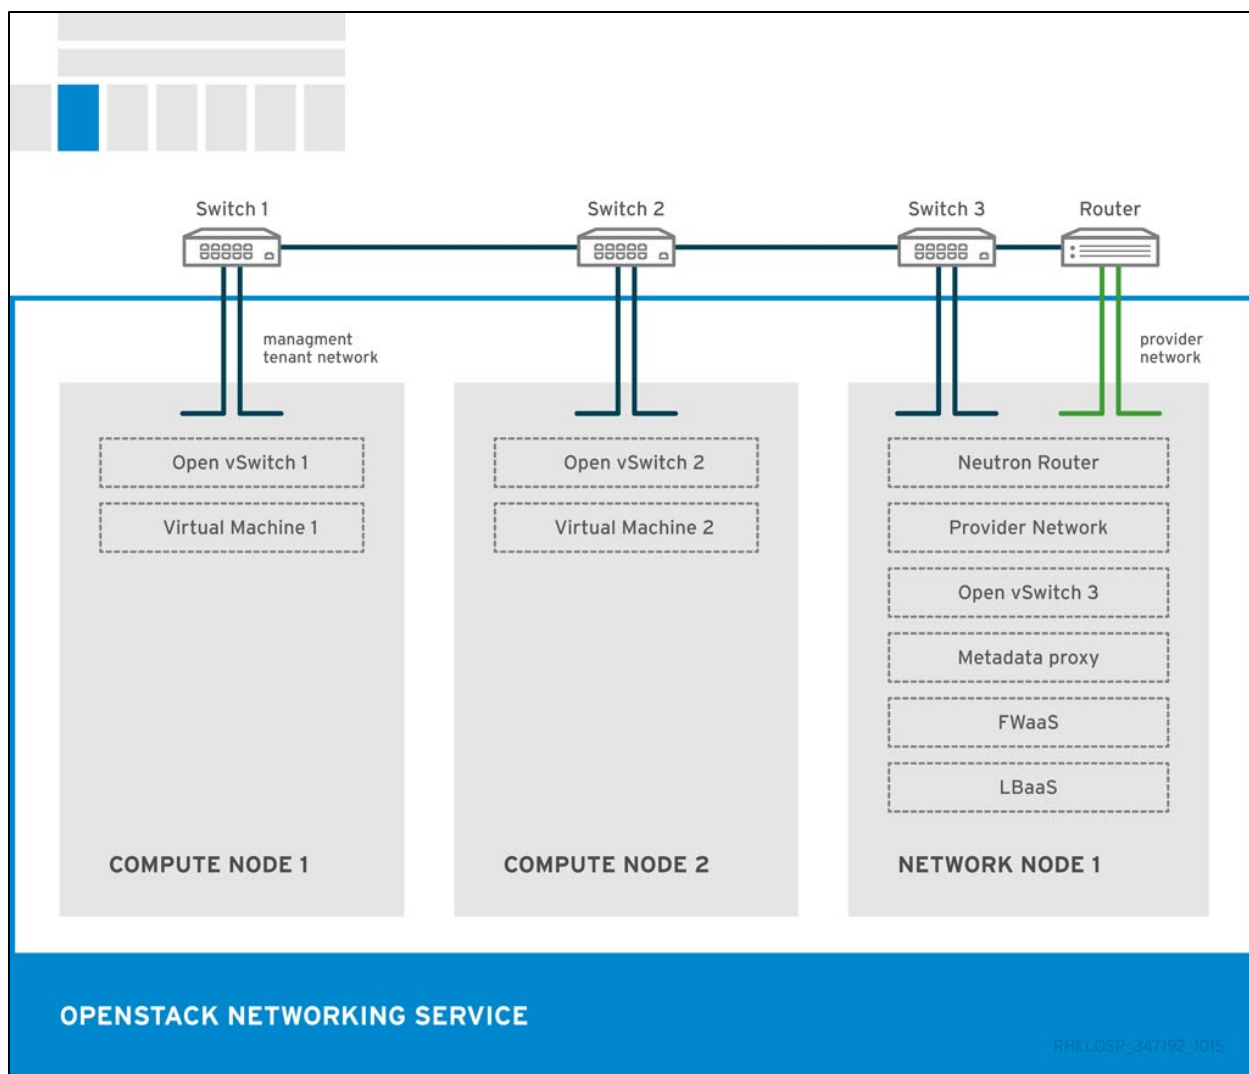 Switch 1
Switch 2
Switch 3
Router
managment
tenant network
provider
network
Open vSwitch 1
Virtual Machine 1
COMPUTE NODE 1
Open vSwitch 2
Virtual Machine 2
COMPUTE NODE 2
Neutron Router
Provider Network
Open vSwitch 3
Metadata proxy
FWaaS
LBaaS
NETWORK NODE 1
OPENSTACK NETWORKING SERVICE
RHELOSP_347192_1015